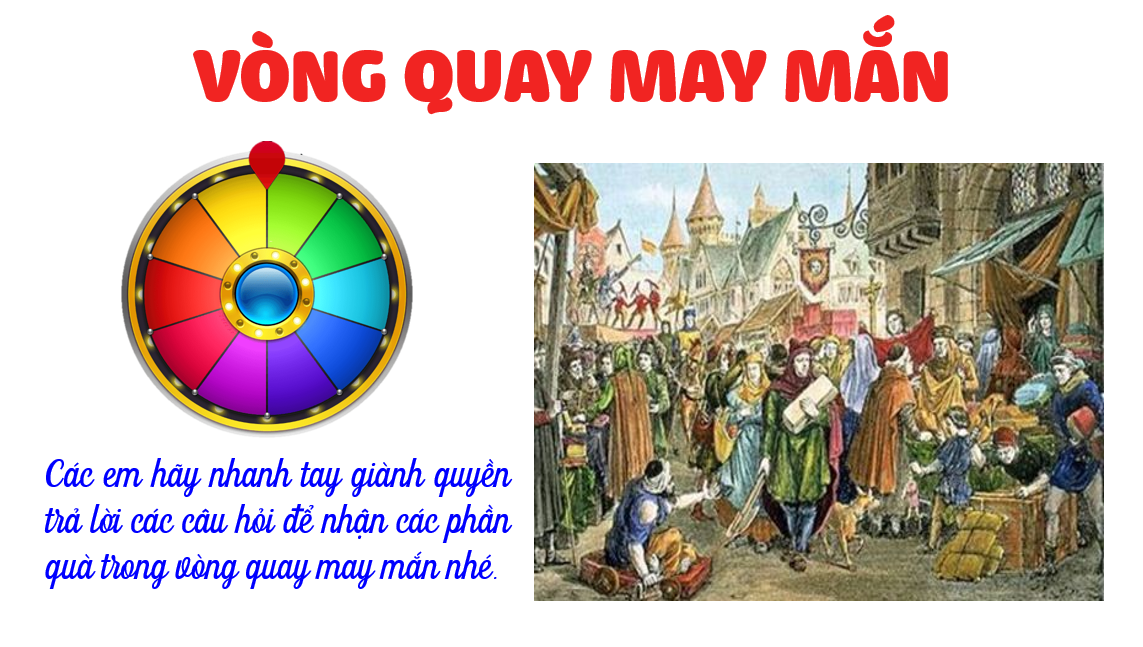 VÒNG QUAY MAY MẮN
Các em hãy nhanh tay giành quyền
trả lời các câu hỏi để nhận các phần
quà trong vòng quay may mắn nhé.